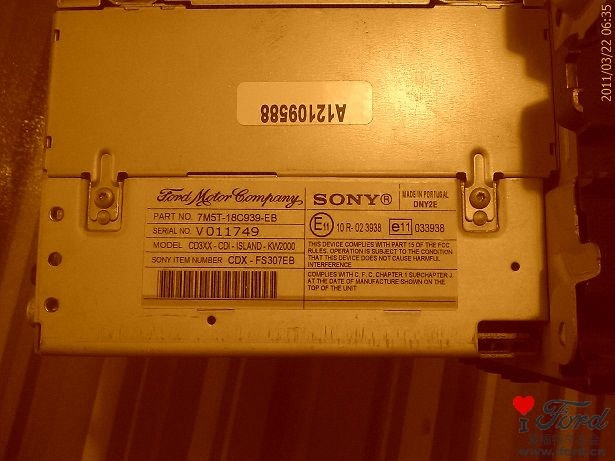 2011/03/22 06:35
A12109588
Ford Motor Company
PART NO. 7M5T-18C939-EB
SERIAL NO. V011749
MODEL CD3XX - CDI - ISLAND - KW2000
SONY ITEM NUMBER CDX - FS307EB
SONY®
MADE IN PORTUGAL
DNY2E
E11 10 R - 02 3938 e11 033938
THIS DEVICE COMPLIES WITH PART 15 OF THE FCC
RULES. OPERATION IS SUBJECT TO THE CONDITION
THAT THIS DEVICE DOES NOT CAUSE HARMFUL
INTERFERENCE
COMPLIES WITH C, F, C, CHAPTER 1 SUBCHAPTER J,
AT THE DATE OF MANUFACTURE SHOWN ON THE
TOP OF THE UNIT
I Ford
www.iford.cn